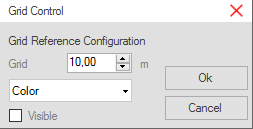 Grid Control
Grid Reference Configuration
Grid 10,00 m
Ok
Color
Cancel
Visible